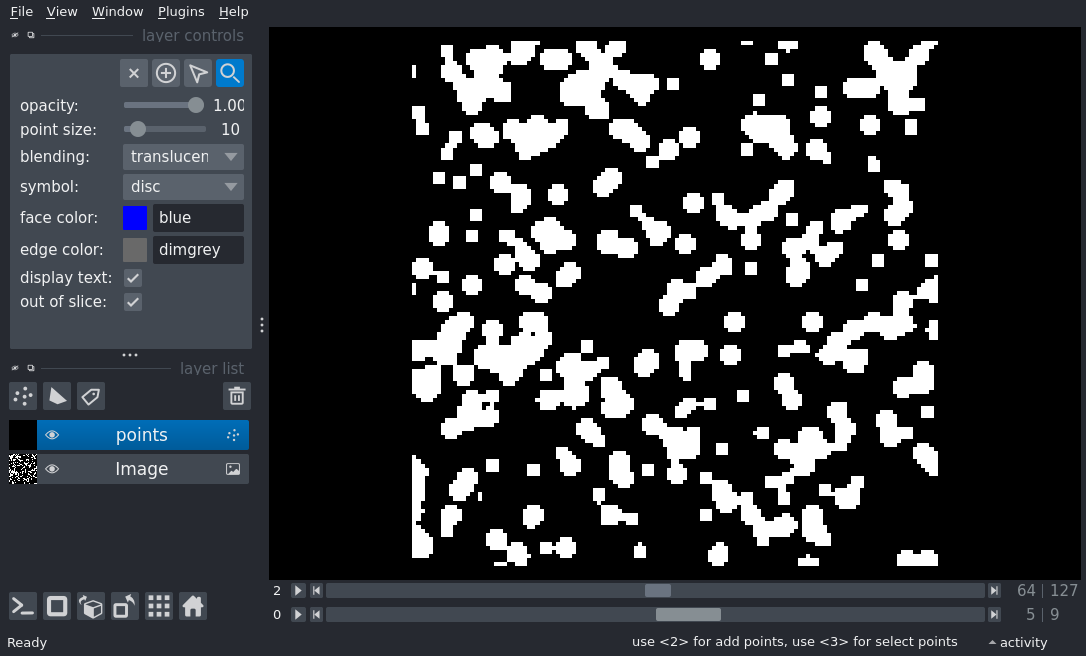 File View Window Plugins Help
layer controls
opacity: 1.00
point size: 10
blending: translucen
symbol: disc
face color: blue
edge color: dimgrey
display text:
out of slice:
layer list
points
Image
2 64 | 127
0 5 | 9
Ready use <2> for add points, use <3> for select points activity